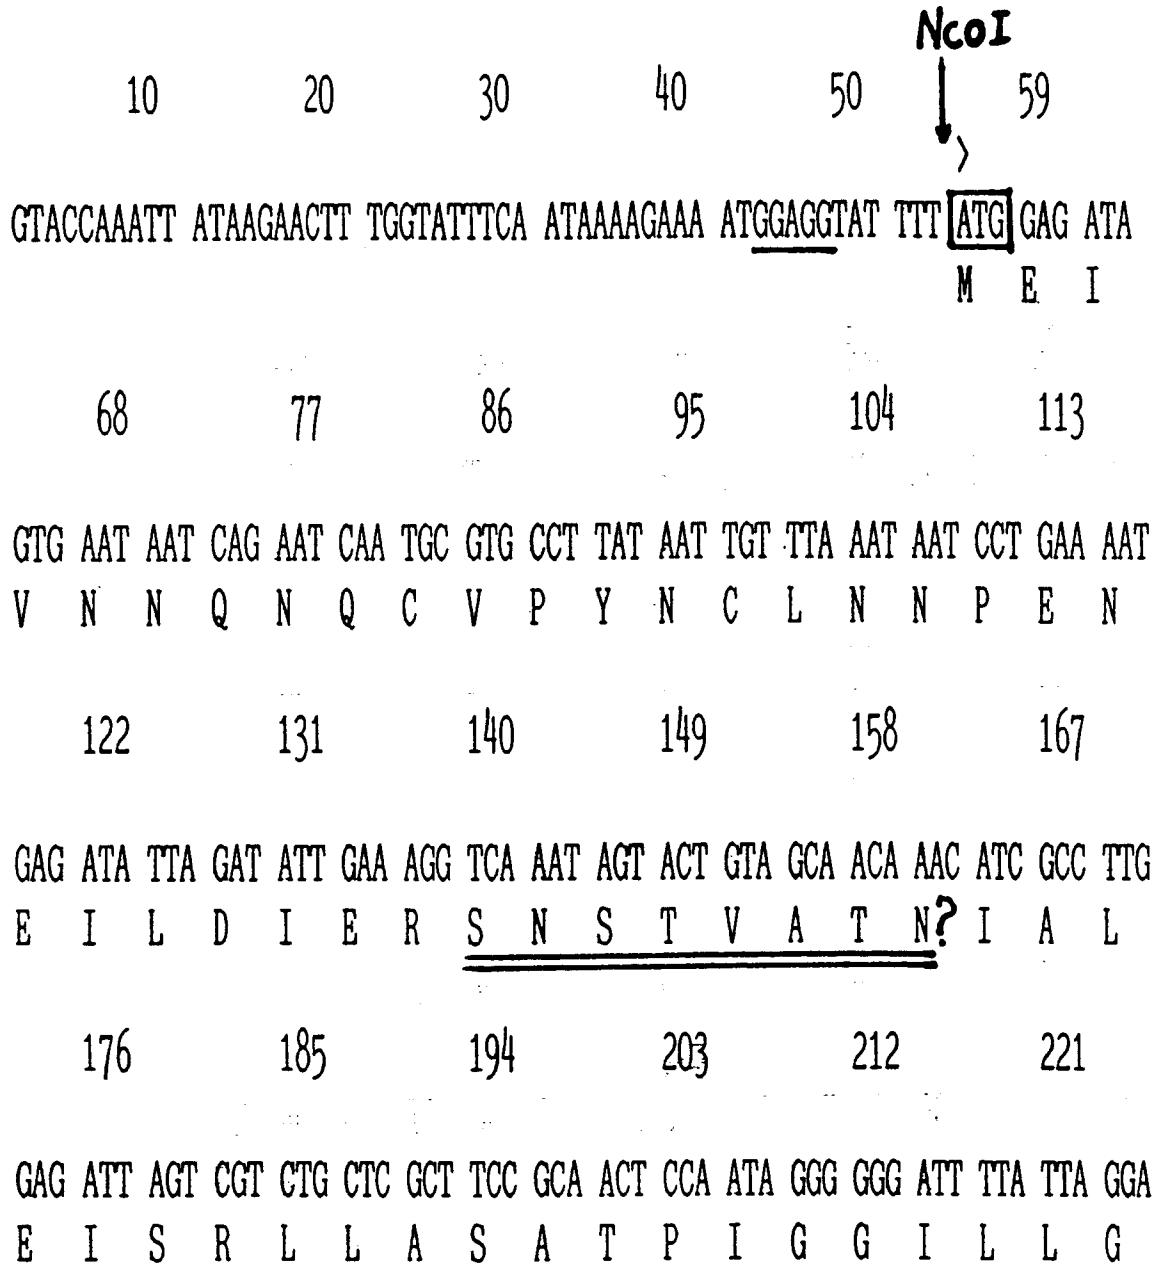 NcoI
10 20 30 40 50 59
>
GTACCAAATT ATAAGAACTT TGGTATTTCA ATAAAAGAAA ATGGAGGTAT TTT ATG GAG ATA
M E I
68 77 86 95 104 113
GTG AAT AAT CAG AAT CAA TGC GTG CCT TAT AAT TGT TTA AAT AAT CCT GAA AAT
V N N Q N Q C V P Y N C L N N P E N
122 131 140 149 158 167
GAG ATA TTA GAT ATT GAA AGG TCA AAT AGT ACT GTA GCA ACA AAC ATC GCC TTG
E I L D I E R S N S T V A T N? I A L
176 185 194 203 212 221
GAG ATT AGT CGT CTG CTC GCT TCC GCA ACT CCA ATA GGG GGG ATT TTA TTA GGA
E I S R L L A S A T P I G G I L L G